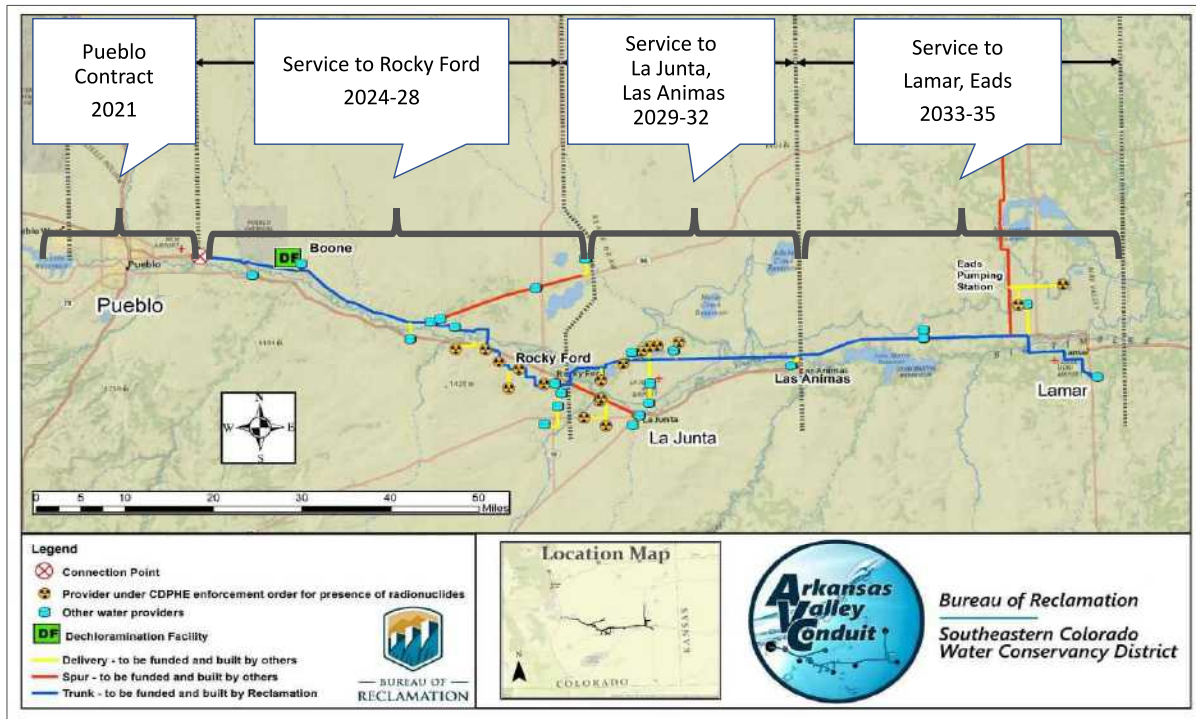 Pueblo
Contract
2021
Service to Rocky Ford
2024-28
Service to
La Junta,
Las Animas
2029-32
Service to
Lamar, Eads
2033-35
DF
Boone
Pueblo
Pueblo
Eads
Pumping
Station
Rocky Ford
Las Animas
Las Animas
Lamar
La Junta
La Junta
N
W
E
S
0 5 10 20 30 40 50
Miles
Legend
Connection Point
Provider under CDPHE enforcement order for presence of radionuclides
Other water providers
DF Dechloramination Facility
Delivery - to be funded and built by others
Spur - to be funded and built by others
Trunk - to be funded and built by Reclamation
BUREAU OF
RECLAMATION
Location Map
N
KANSAS
COLORADO
Arkansas
Valley
Conduit
Bureau of Reclamation
Southeastern Colorado
Water Conservancy District